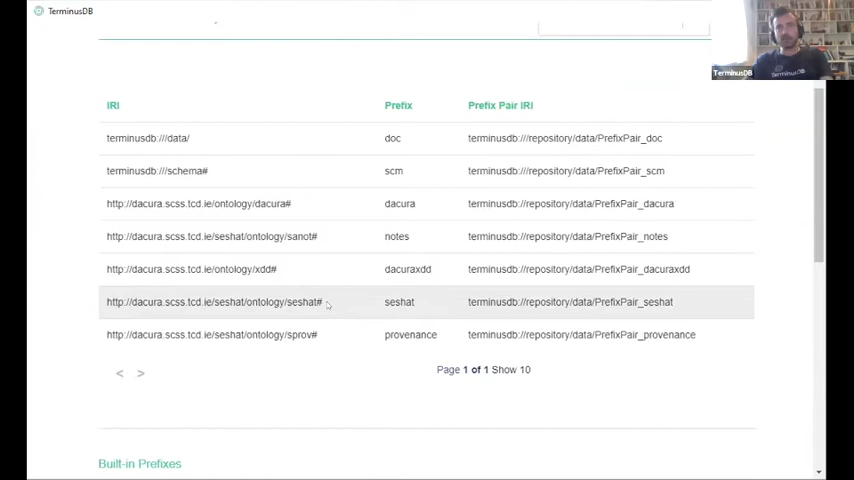 TerminusDB
TerminusDB
TerminusDB
IRI Prefix Prefix Pair IRI
terminusdb:///data/ doc terminusdb:///repository/data/PrefixPair_doc
terminusdb:///schema# scm terminusdb:///repository/data/PrefixPair_scm
http://dacura.scss.tcd.ie/ontology/dacura# dacura terminusdb:///repository/data/PrefixPair_dacura
http://dacura.scss.tcd.ie/seshat/ontology/sanot# notes terminusdb:///repository/data/PrefixPair_notes
http://dacura.scss.tcd.ie/ontology/xdd# dacuraxdd terminusdb:///repository/data/PrefixPair_dacuraxdd
http://dacura.scss.tcd.ie/seshat/ontology/seshat# seshat terminusdb:///repository/data/PrefixPair_seshat
http://dacura.scss.tcd.ie/seshat/ontology/sprov# provenance terminusdb:///repository/data/PrefixPair_provenance
< > Page 1 of 1 Show 10
Built-in Prefixes